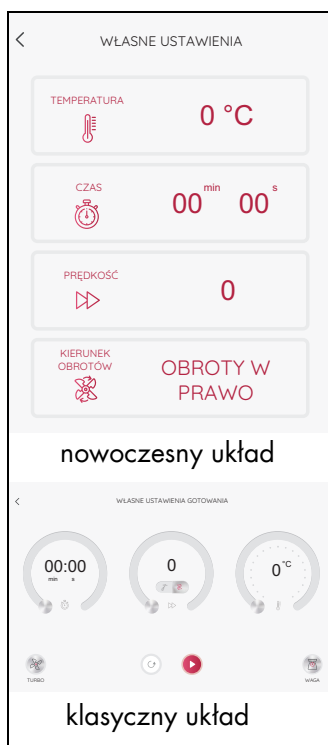 WŁASNE USTAWIENIA
TEMPERATURA
0 °C
CZAS
00 min 00 s
PRĘDKOŚĆ
0
KIERUNEK
OBROTÓW
OBROTY W
PRAWO
nowoczesny układ
WŁASNE USTAWIENIA GOTOWANIA
00:00
min s
0
0°C
TURBO
WAGA
klasyczny układ